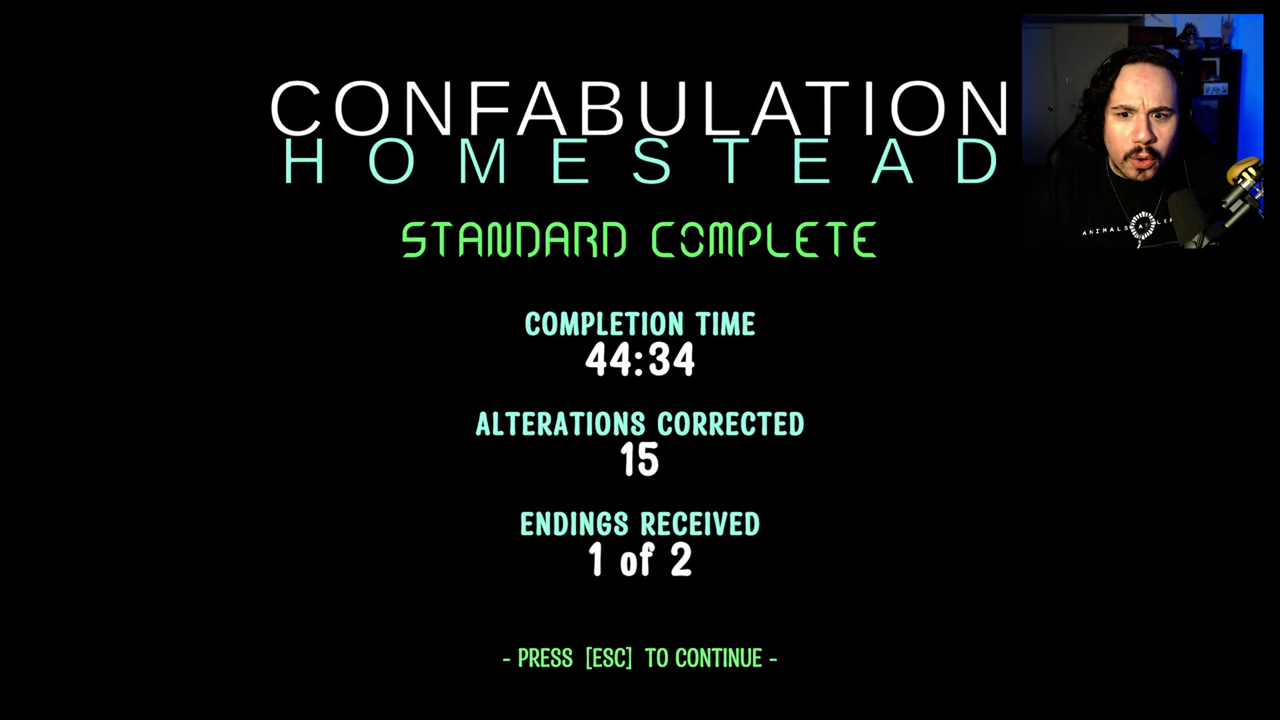 CONFABULATION
HOMESTEAD
STANDARD COMPLETE
COMPLETION TIME
44:34
ALTERATIONS CORRECTED
15
ENDINGS RECEIVED
1 of 2
- PRESS [ESC] TO CONTINUE -
ANIMALS